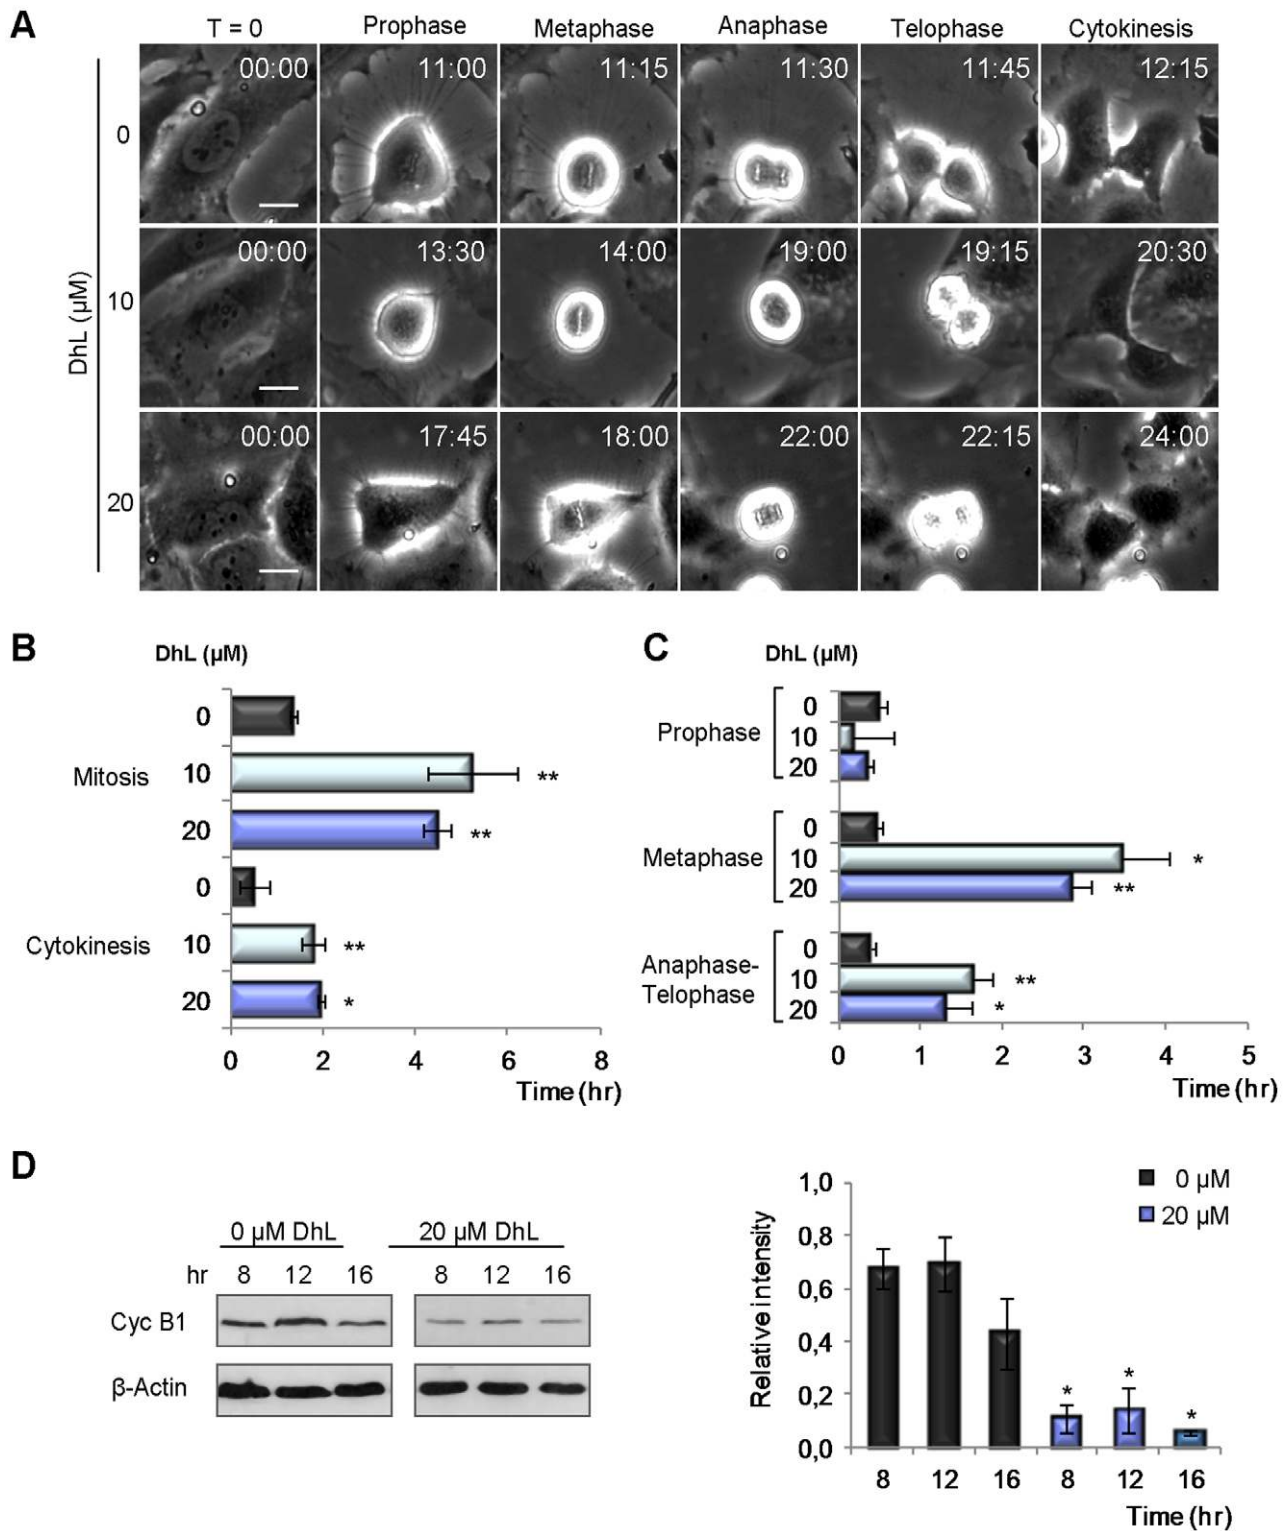 A
T = 0 Prophase Metaphase Anaphase Telophase Cytokinesis
DhL (µM)
0
00:00 11:00 11:15 11:30 11:45 12:15
10
00:00 13:30 14:00 19:00 19:15 20:30
20
00:00 17:45 18:00 22:00 22:15 24:00
B
DhL (µM)
0
Mitosis 10 **
20 **
0
Cytokinesis 10 **
20 *
0 2 4 6 8
Time (hr)
C
DhL (µM)
Prophase
0
10
20
Metaphase
0
10 *
20 **
Anaphase-
Telophase
0
10 **
20 *
0 1 2 3 4 5
Time (hr)
D
0 µM DhL 20 µM DhL
hr 8 12 16 8 12 16
Cyc B1
β-Actin
0 µM
20 µM
Relative intensity
1,0
0,8
0,6
0,4
0,2
0,0
* * *
8 12 16 8 12 16
Time (hr)